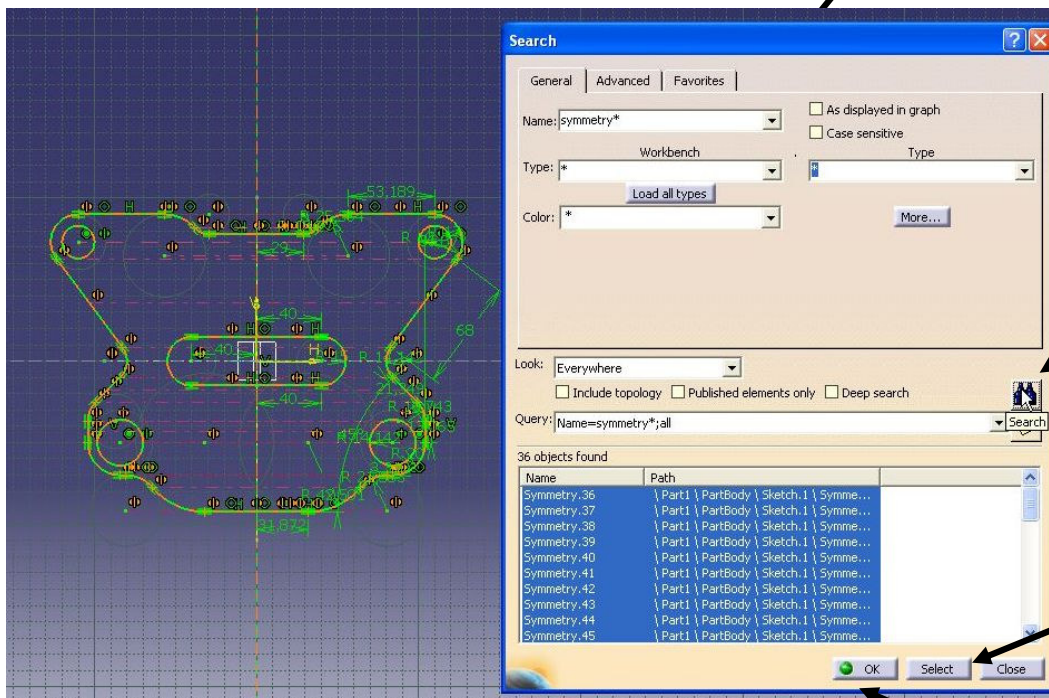 Search
General Advanced Favorites
Name: symmetry*
As displayed in graph
Case sensitive
Workbench Type
Type: * *
Load all types
Color: * More...
Look: Everywhere
Include topology Published elements only Deep search
Query: Name=symmetry*;all
Search
36 objects found
Name Path
Symmetry.36 \ Part1 \ PartBody \ Sketch.1 \ Symme...
Symmetry.37 \ Part1 \ PartBody \ Sketch.1 \ Symme...
Symmetry.38 \ Part1 \ PartBody \ Sketch.1 \ Symme...
Symmetry.39 \ Part1 \ PartBody \ Sketch.1 \ Symme...
Symmetry.40 \ Part1 \ PartBody \ Sketch.1 \ Symme...
Symmetry.41 \ Part1 \ PartBody \ Sketch.1 \ Symme...
Symmetry.42 \ Part1 \ PartBody \ Sketch.1 \ Symme...
Symmetry.43 \ Part1 \ PartBody \ Sketch.1 \ Symme...
Symmetry.44 \ Part1 \ PartBody \ Sketch.1 \ Symme...
Symmetry.45 \ Part1 \ PartBody \ Sketch.1 \ Symme...
OK Select Close
53,189
29
40
68
40
40
31,872